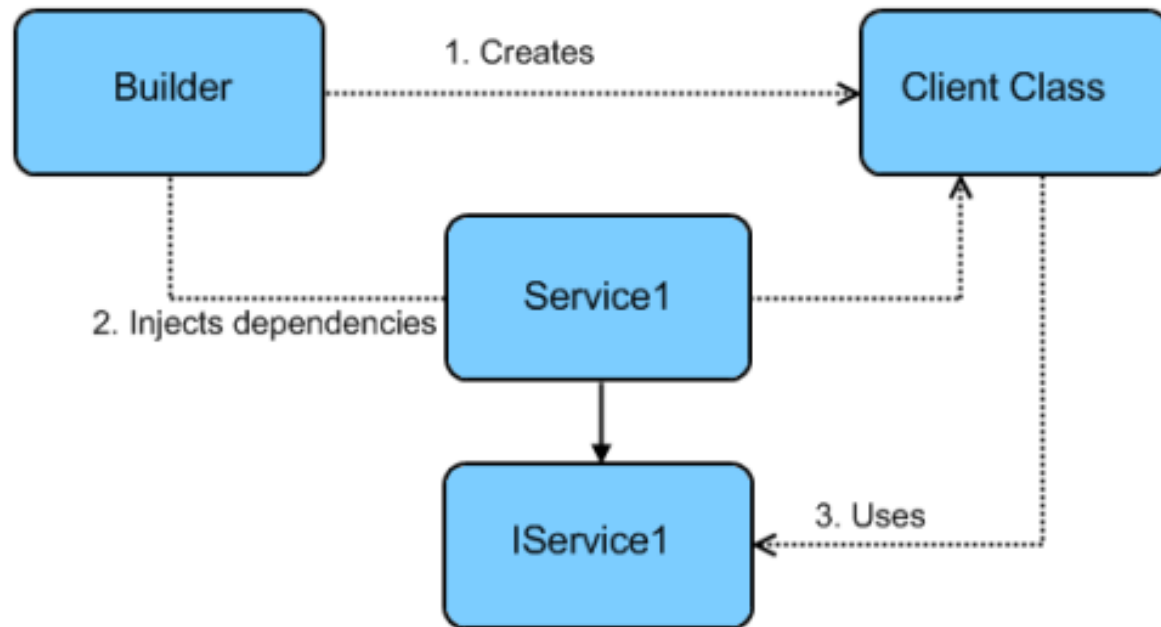 Builder
1. Creates
Client Class
Service1
2. Injects dependencies
IService1
3. Uses